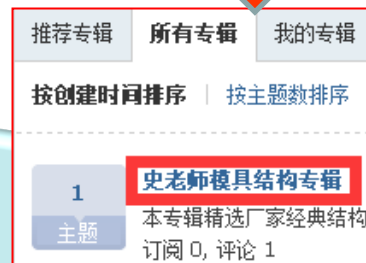 推荐专辑 所有专辑 我的专辑
按创建时间排序 按主题数排序
1
主题
史老师模具结构专辑
本专辑精选厂家经典结构
订阅 0, 评论 1